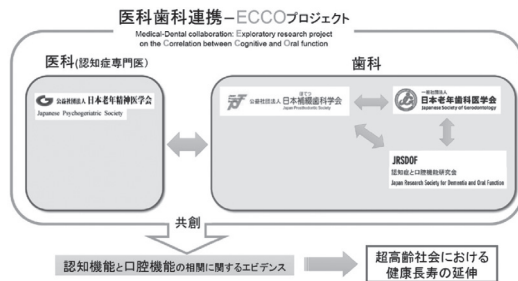 医科歯科連携－ECCOプロジェクト
Medical-Dental collaboration: Exploratory research project
on the Correlation between Cognitive and Oral function
医科(認知症専門医)
公益社団法人 日本老年精神医学会
Japanese Psychogeriatric Society
歯科
公益社団法人 日本補綴歯科学会
ほてつ
Japan Prosthodontic Society
一般社団法人
日本老年歯科医学会
Japanese Society of Gerodontology
JRSDOF
認知症と口腔機能研究会
Japan Research Society for Dementia and Oral Function
共創
認知機能と口腔機能の相関に関するエビデンス
超高齢社会における
健康長寿の延伸